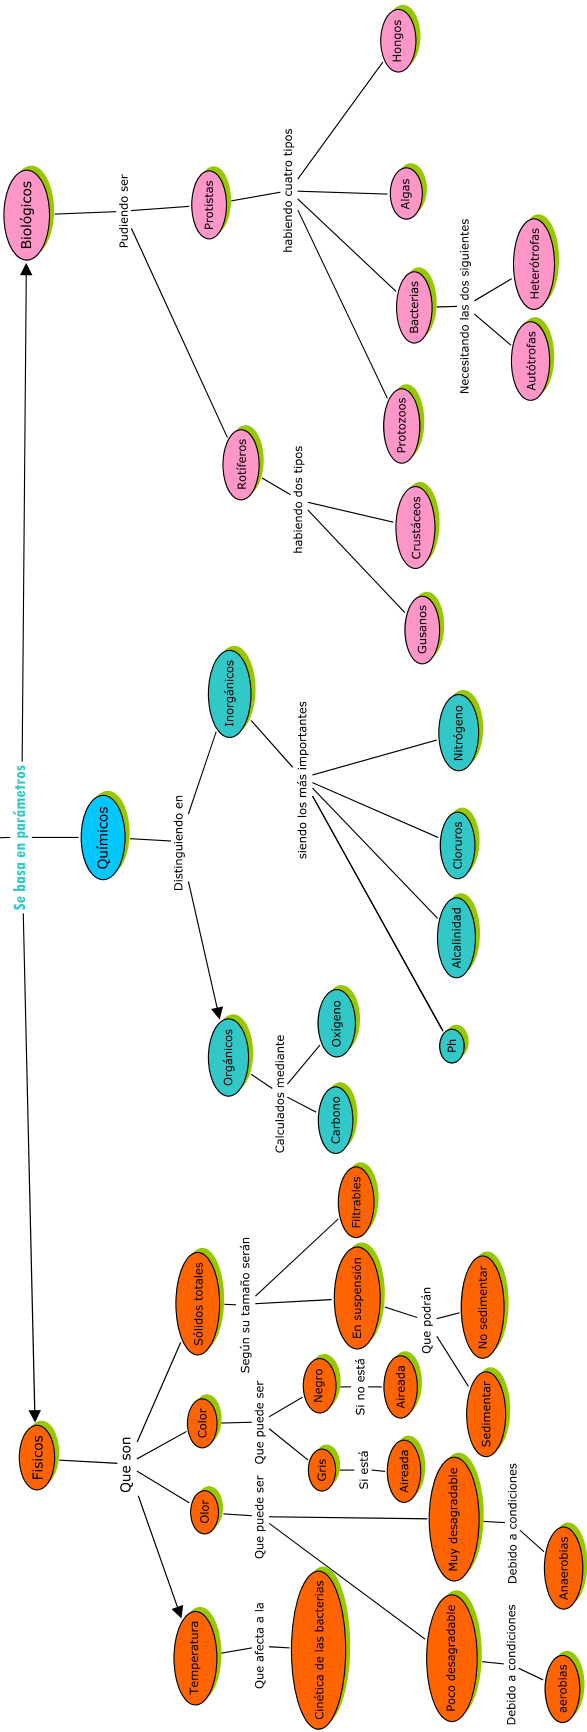 Se basa en parámetros
Físicos
Químicos
Biológicos
Que son
Distinguiendo en
Pudiendo ser
Temperatura
Olor
Color
Sólidos totales
Orgánicos
Inorgánicos
Rotíferos
Protistas
Que afecta a la
Que puede ser
Que puede ser
Según su tamaño serán
Calculados mediante
siendo los más importantes
habiendo dos tipos
habiendo cuatro tipos
Cinética de las bacterias
Gris
Negro
En suspensión
Filtrables
Carbono
Oxígeno
Si está
Si no está
Aireada
Aireada
Poco desagradable
Muy desagradable
Que podrán
Sedimentar
No sedimentar
Ph
Alcalinidad
Cloruros
Nitrógeno
Gusanos
Crustáceos
Protozoos
Bacterias
Algas
Hongos
Necesitando las dos siguientes
Autótrofas
Heterótrofas
Debido a condiciones
Debido a condiciones
aerobias
Anaerobias